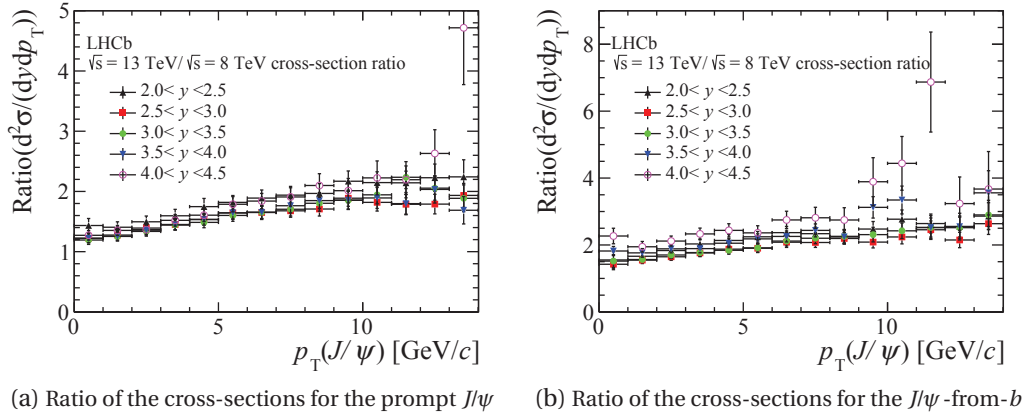 Ratio(d²σ/(dydp_T))
5
4
3
2
1
0
LHCb
√s = 13 TeV/√s = 8 TeV cross-section ratio
2.0< y <2.5
2.5< y <3.0
3.0< y <3.5
3.5< y <4.0
4.0< y <4.5
0 5 10
p_T(J/ψ) [GeV/c]
(a) Ratio of the cross-sections for the prompt J/ψ
Ratio(d²σ/(dydp_T))
8
6
4
2
0
LHCb
√s = 13 TeV/√s = 8 TeV cross-section ratio
2.0< y <2.5
2.5< y <3.0
3.0< y <3.5
3.5< y <4.0
4.0< y <4.5
0 5 10
p_T(J/ψ) [GeV/c]
(b) Ratio of the cross-sections for the J/ψ-from-b